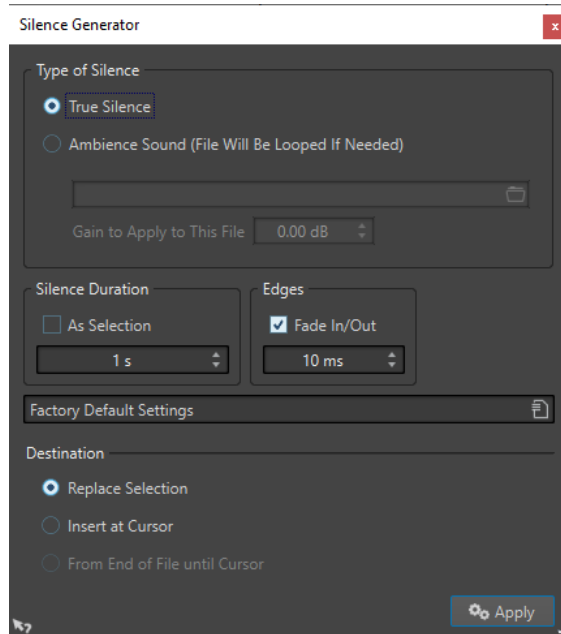 Silence Generator
x
Type of Silence
True Silence
Ambience Sound (File Will Be Looped If Needed)
Gain to Apply to This File 0.00 dB
Silence Duration Edges
As Selection Fade In/Out
1 s 10 ms
Factory Default Settings
Destination
Replace Selection
Insert at Cursor
From End of File until Cursor
Apply
?